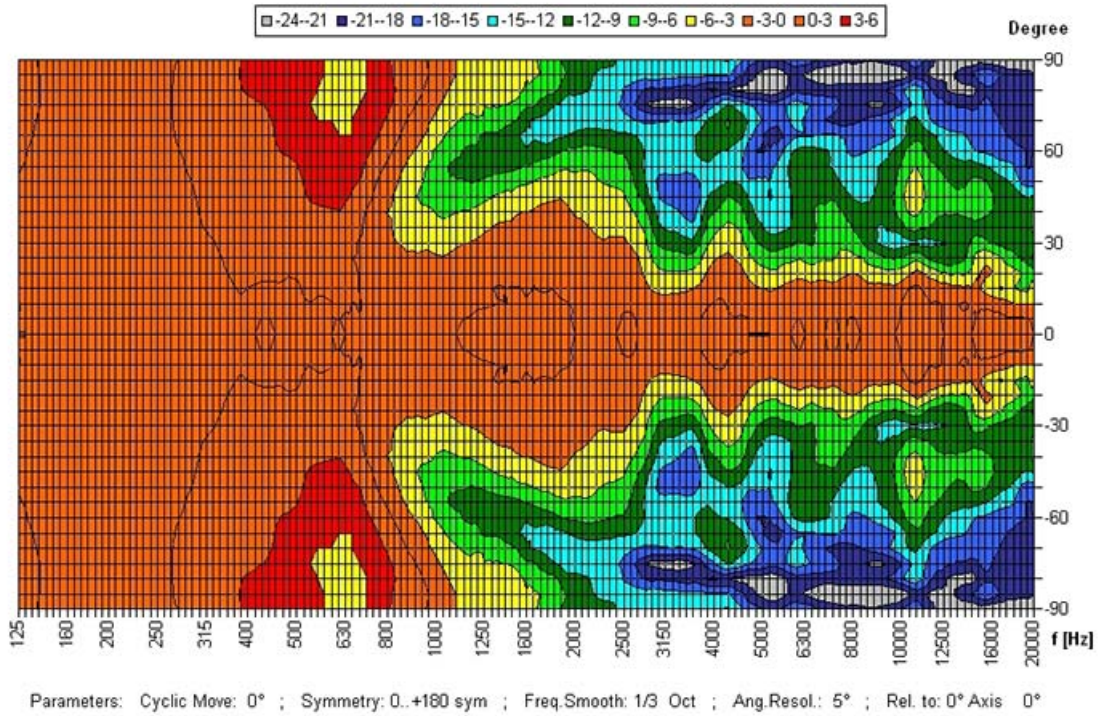 -24--21 -21--18 -18--15 -15--12 -12--9 -9-6 -6--3 -3-0 0-3 3-6
Degree
90
60
30
0
-30
-60
-90
125 160 200 250 315 400 500 630 800 1000 1250 1600 2000 2500 3150 4000 5000 6300 8000 10000 12500 16000 20000
f [Hz]
Parameters: Cyclic Move: 0° ; Symmetry: 0..+180 sym ; Freq.Smooth: 1/3 Oct ; Ang.Resol.: 5° ; Rel. to: 0° Axis 0°